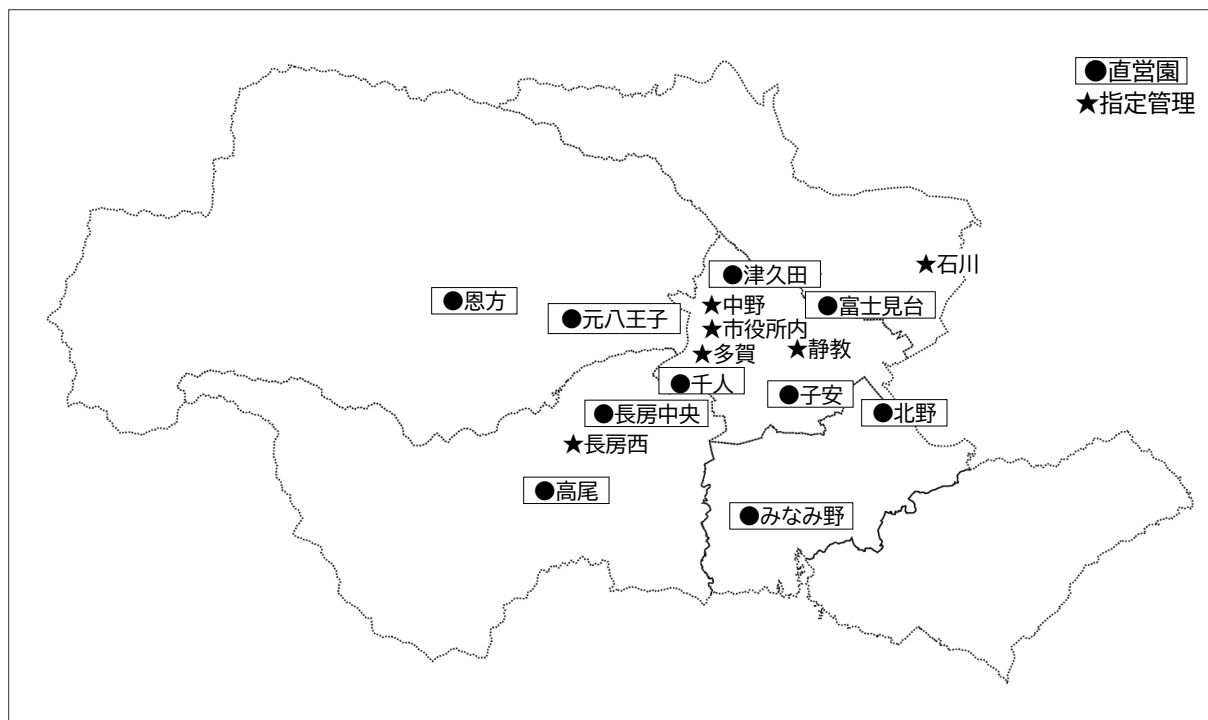 ●直営園
★指定管理
★石川
●津久田
●恩方
★中野
●富士見台
●元八王子
★市役所内
★多賀
★静教
●千人
●子安
●長房中央
●北野
★長房西
●高尾
●みなみ野